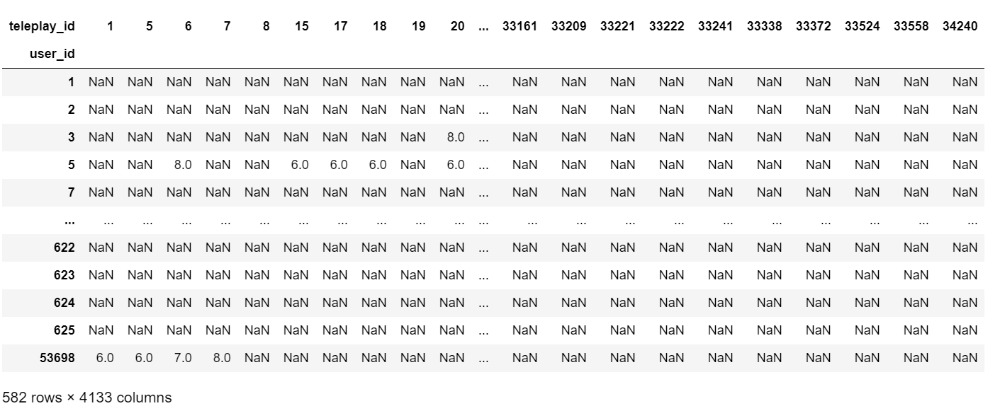 teleplay_id 1 5 6 7 8 15 17 18 19 20 ... 33161 33209 33221 33222 33241 33338 33372 33524 33558 34240
user_id
1 NaN NaN NaN NaN NaN NaN NaN NaN NaN NaN ... NaN NaN NaN NaN NaN NaN NaN NaN NaN NaN
2 NaN NaN NaN NaN NaN NaN NaN NaN NaN NaN ... NaN NaN NaN NaN NaN NaN NaN NaN NaN NaN
3 NaN NaN NaN NaN NaN NaN NaN NaN NaN 8.0 ... NaN NaN NaN NaN NaN NaN NaN NaN NaN NaN
5 NaN NaN 8.0 NaN NaN 6.0 6.0 6.0 NaN 6.0 ... NaN NaN NaN NaN NaN NaN NaN NaN NaN NaN
7 NaN NaN NaN NaN NaN NaN NaN NaN NaN NaN ... NaN NaN NaN NaN NaN NaN NaN NaN NaN NaN
... ... ... ... ... ... ... ... ... ... ... ... ... ... ... ... ... ... ... ... ... ...
622 NaN NaN NaN NaN NaN NaN NaN NaN NaN NaN ... NaN NaN NaN NaN NaN NaN NaN NaN NaN NaN
623 NaN NaN NaN NaN NaN NaN NaN NaN NaN NaN ... NaN NaN NaN NaN NaN NaN NaN NaN NaN NaN
624 NaN NaN NaN NaN NaN NaN NaN NaN NaN NaN ... NaN NaN NaN NaN NaN NaN NaN NaN NaN NaN
625 NaN NaN NaN NaN NaN NaN NaN NaN NaN NaN ... NaN NaN NaN NaN NaN NaN NaN NaN NaN NaN
53698 6.0 6.0 7.0 8.0 NaN NaN NaN NaN NaN NaN ... NaN NaN NaN NaN NaN NaN NaN NaN NaN NaN
582 rows × 4133 columns